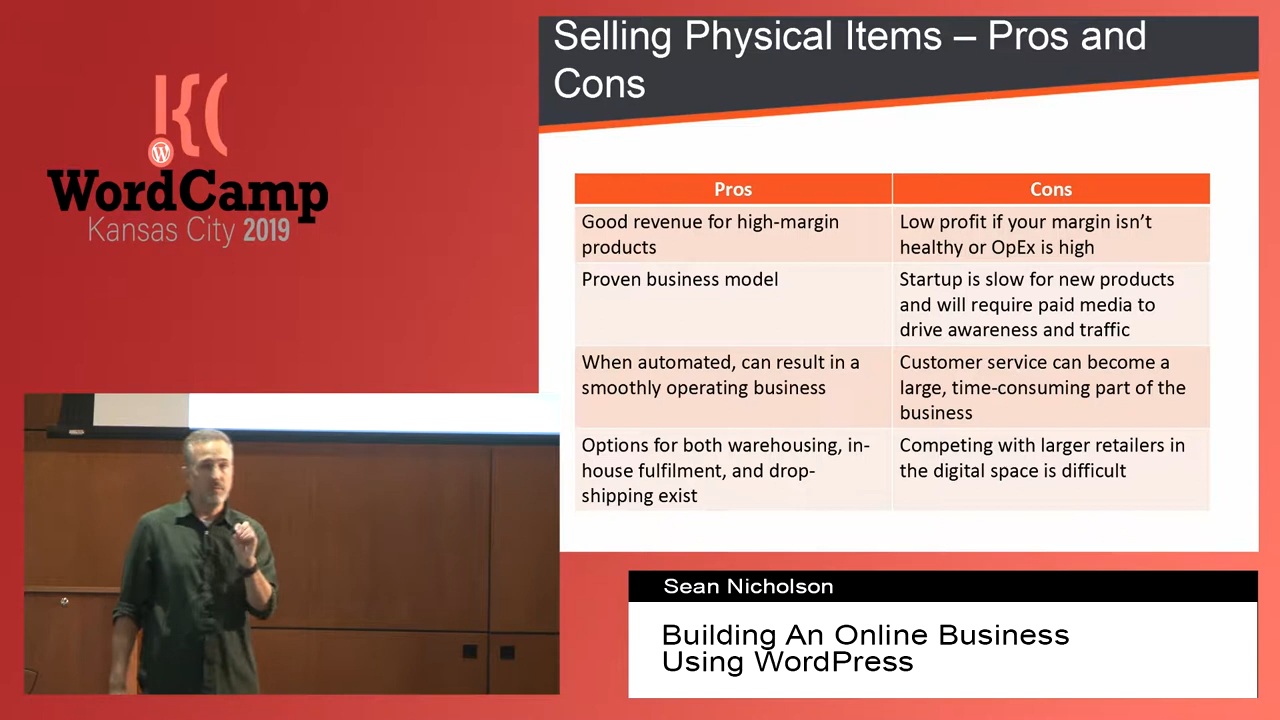 K(
WordCamp
Kansas City 2019
Selling Physical Items – Pros and
Cons
Pros
Cons
Good revenue for high-margin
products
Low profit if your margin isn't
healthy or OpEx is high
Proven business model
Startup is slow for new products
and will require paid media to
drive awareness and traffic
When automated, can result in a
smoothly operating business
Customer service can become a
large, time-consuming part of the
business
Options for both warehousing, in-
house fulfilment, and drop-
shipping exist
Competing with larger retailers in
the digital space is difficult
Sean Nicholson
Building An Online Business
Using WordPress